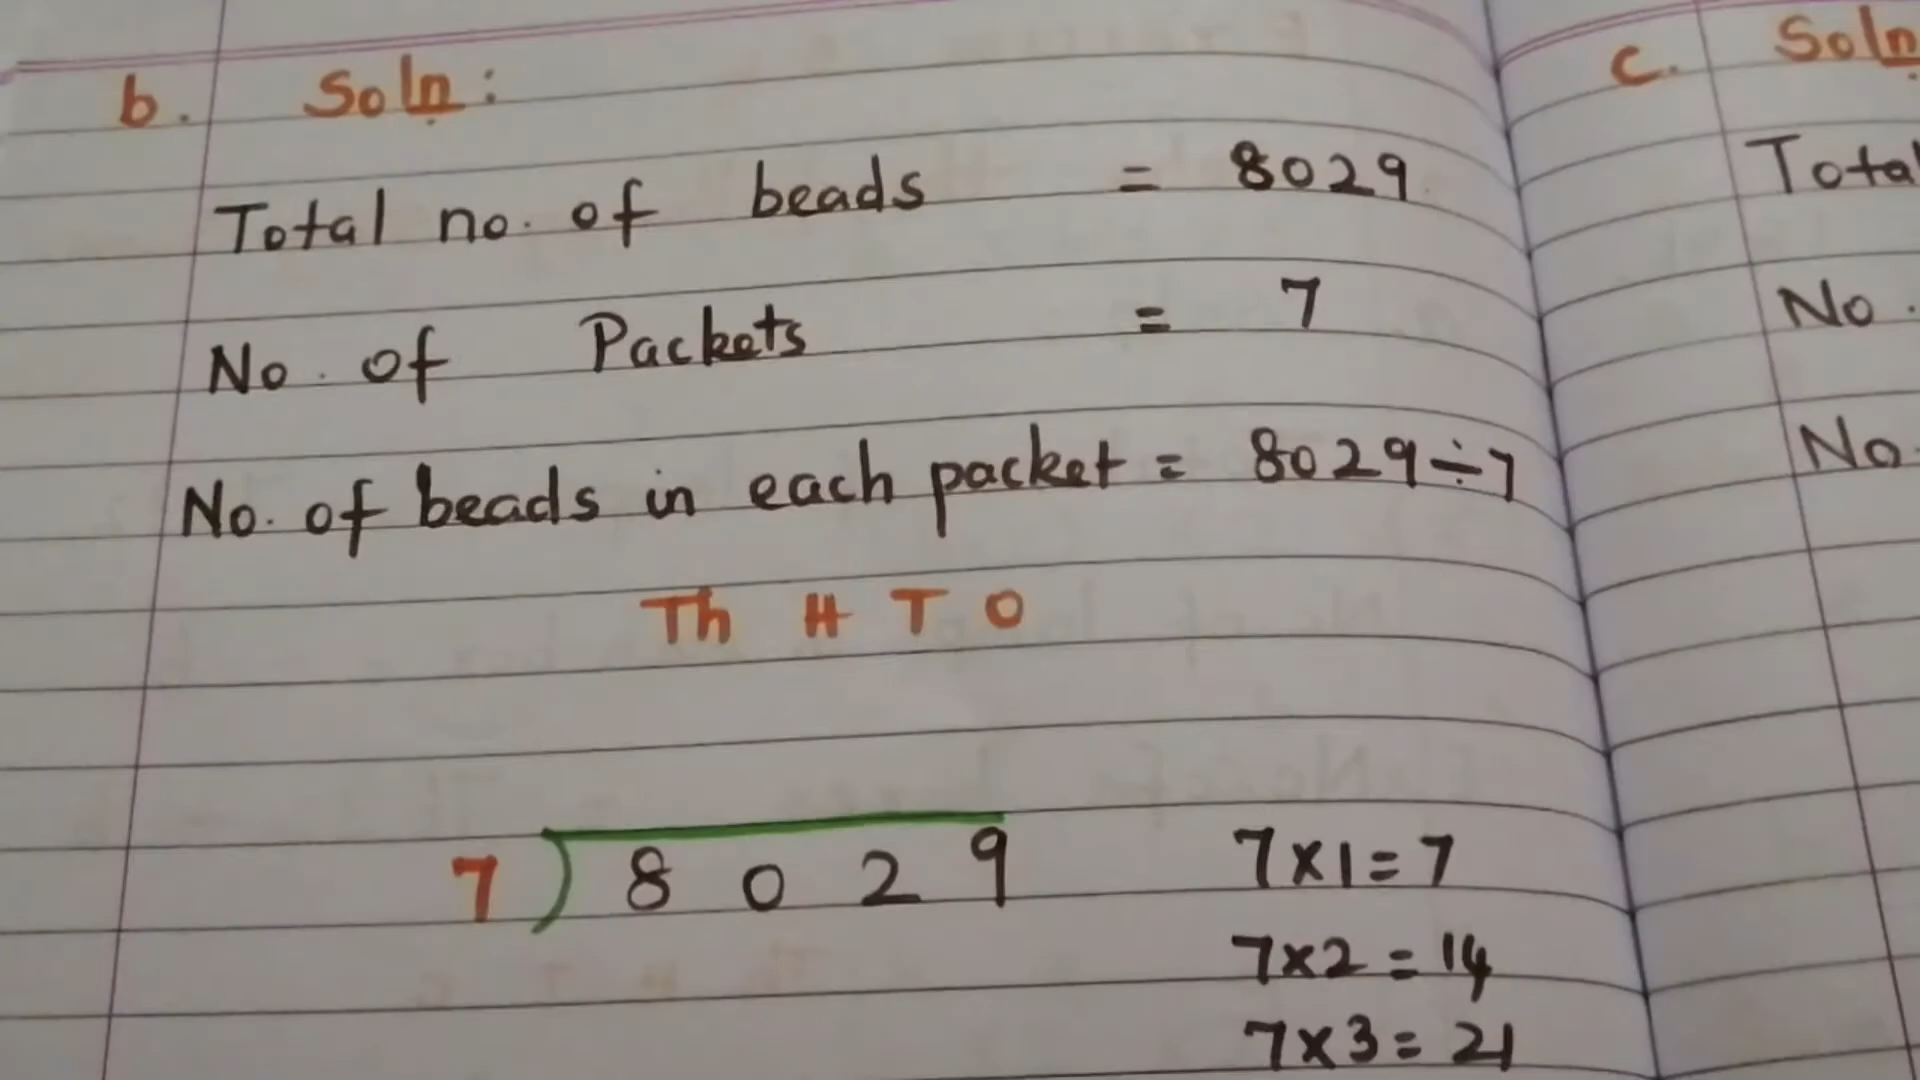 b. Soln:
Total no. of beads = 8029
No. of Packets = 7
No. of beads in each packet = 8029÷7
Th H T O
7 ) 8 0 2 9
7×1=7
7×2=14
7×3=21
c. Soln
Total
No.
No.